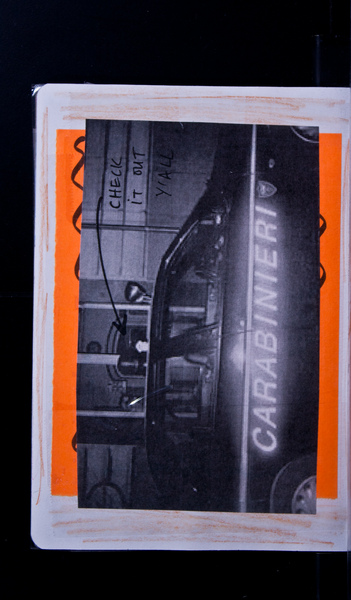 CHECK
iT OUT
Y'ALL
CARABINIERI